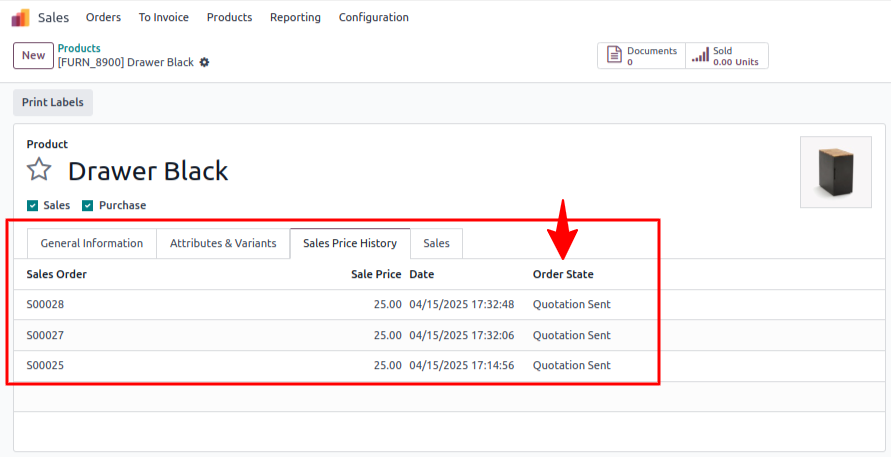 Sales Orders To Invoice Products Reporting Configuration
New Products Documents Sold
[FURN_8900] Drawer Black 0 0.00 Units
Print Labels
Product
Drawer Black
Sales Purchase
General Information Attributes & Variants Sales Price History Sales
Sales Order Sale Price Date Order State
S00028 25.00 04/15/2025 17:32:48 Quotation Sent
S00027 25.00 04/15/2025 17:32:06 Quotation Sent
S00025 25.00 04/15/2025 17:14:56 Quotation Sent